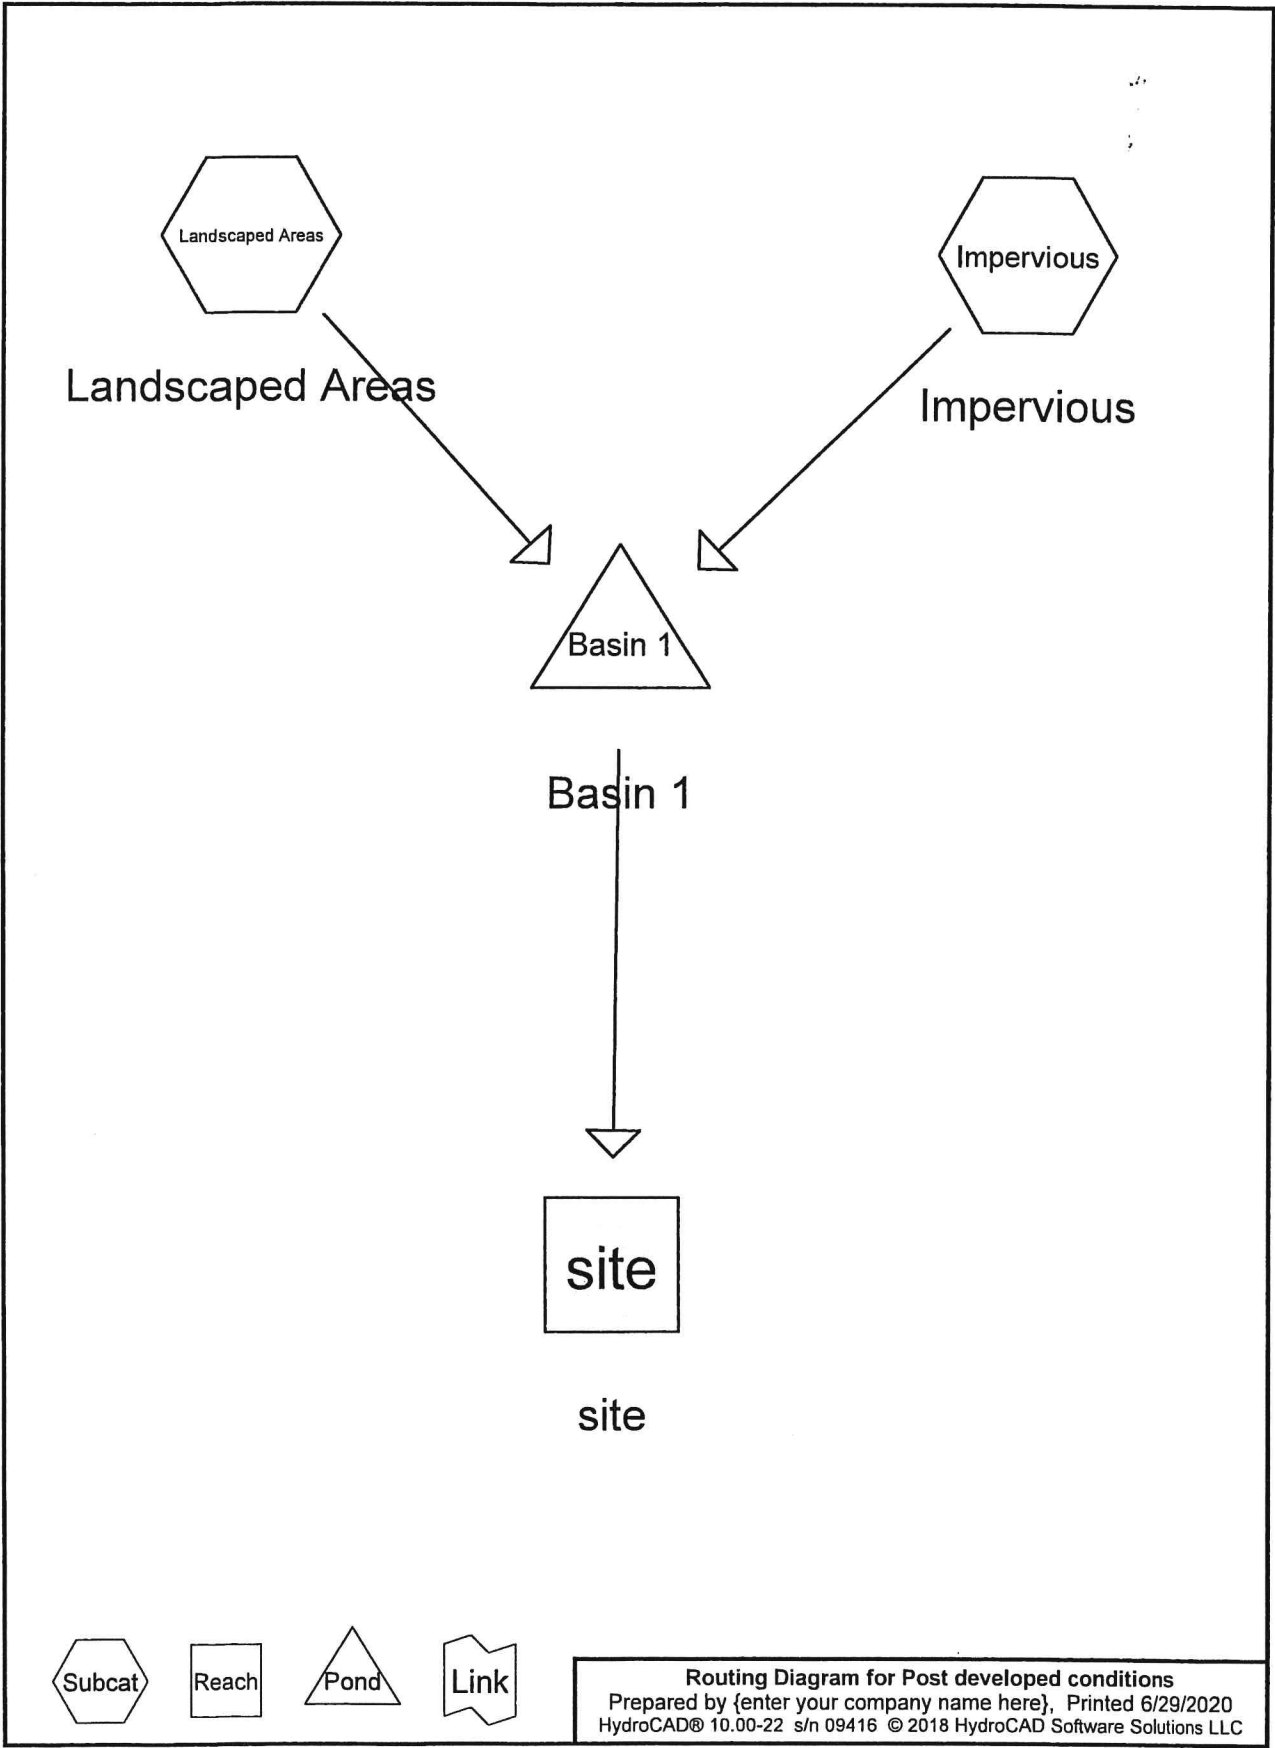 Landscaped Areas
Impervious
Landscaped Areas
Impervious
Basin 1
Basin 1
site
site
Subcat
Reach
Pond
Link
Routing Diagram for Post developed conditions
Prepared by {enter your company name here}, Printed 6/29/2020
HydroCAD® 10.00-22 s/n 09416 © 2018 HydroCAD Software Solutions LLC